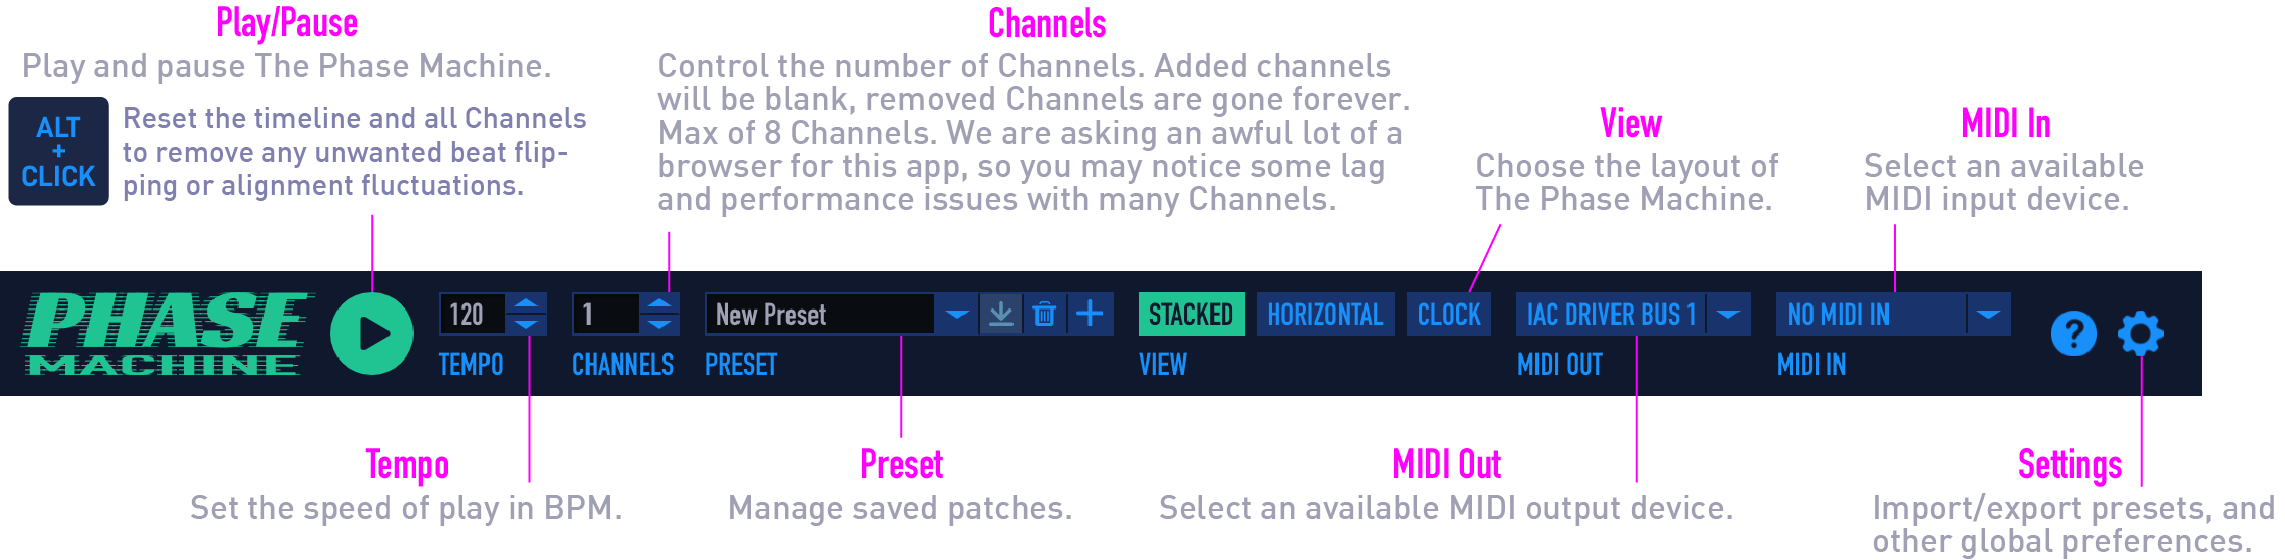 Play/Pause
Play and pause The Phase Machine.
ALT
+
CLICK
Reset the timeline and all Channels
to remove any unwanted beat flip-
ping or alignment fluctuations.
Channels
Control the number of Channels. Added channels
will be blank, removed Channels are gone forever.
Max of 8 Channels. We are asking an awful lot of a
browser for this app, so you may notice some lag
and performance issues with many Channels.
View
Choose the layout of
The Phase Machine.
MIDI In
Select an available
MIDI input device.
PHASE
MACHINE
120
TEMPO
1
CHANNELS
New Preset
PRESET
STACKED
HORIZONTAL
CLOCK
VIEW
IAC DRIVER BUS 1
MIDI OUT
NO MIDI IN
MIDI IN
?
Tempo
Set the speed of play in BPM.
Preset
Manage saved patches.
MIDI Out
Select an available MIDI output device.
Settings
Import/export presets, and
other global preferences.